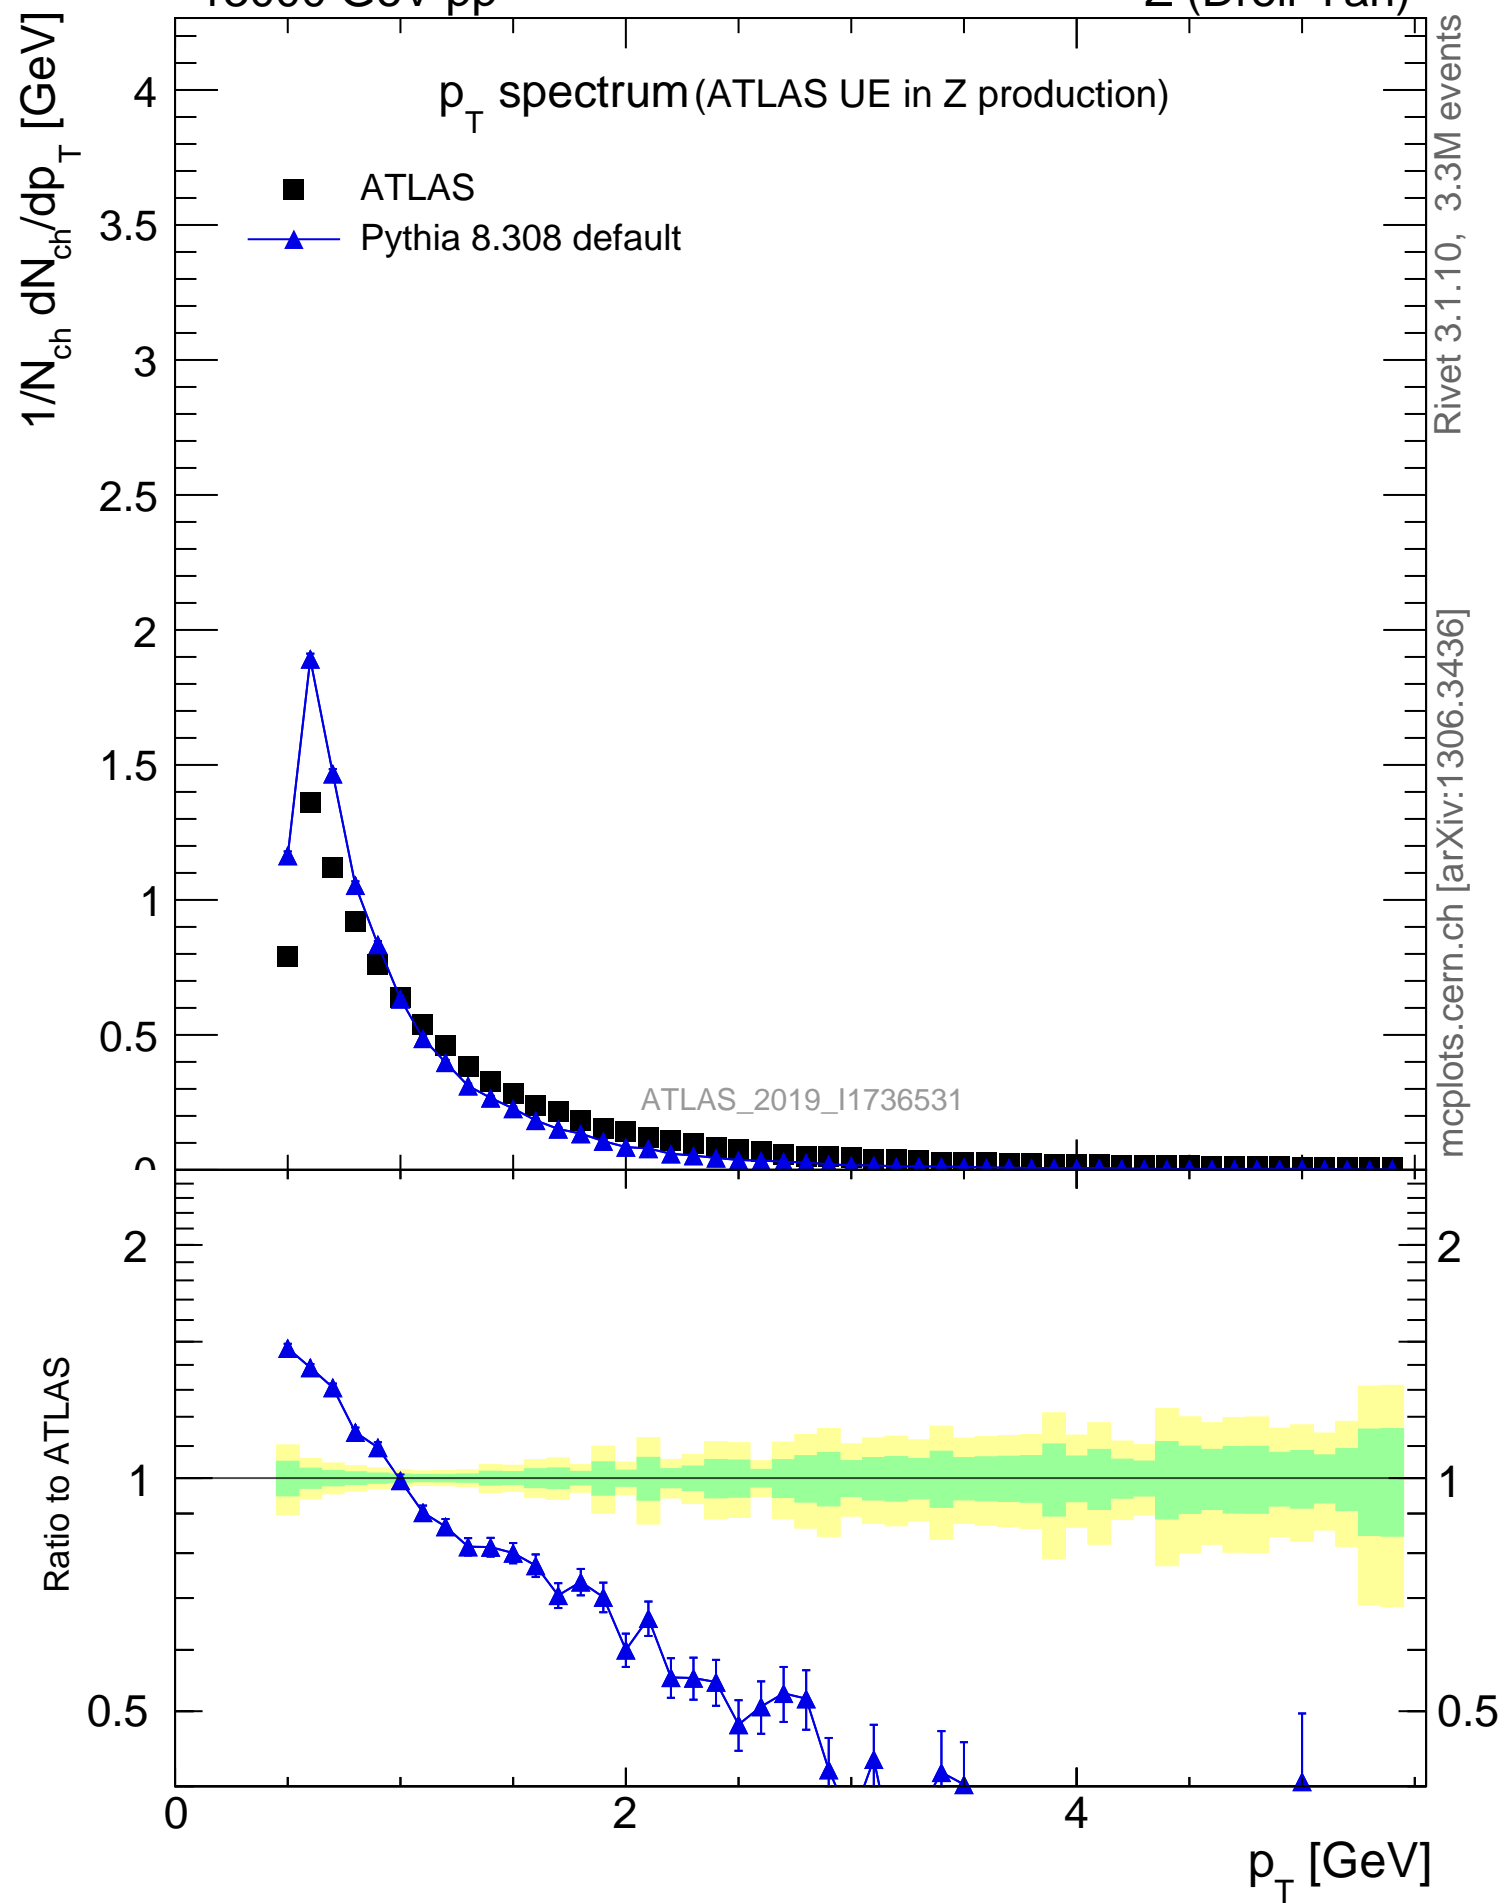 p_T spectrum (ATLAS UE in Z production)
ATLAS
Pythia 8.308 default
1/N_ch dN_ch/dp_T [GeV]
4
3.5
3
2.5
2
1.5
1
0.5
ATLAS_2019_I1736531
Rivet 3.1.10, 3.3M events
mcplots.cern.ch [arXiv:1306.3436]
Ratio to ATLAS
2
1
0.5
2
1
0.5
0
2
4
p_T [GeV]